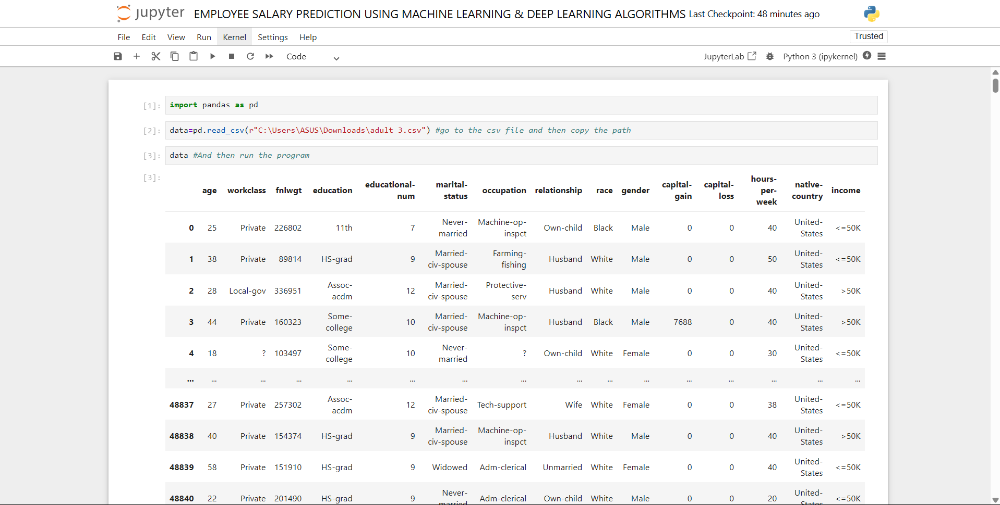 jupyter EMPLOYEE SALARY PREDICTION USING MACHINE LEARNING & DEEP LEARNING ALGORITHMS Last Checkpoint: 48 minutes ago
File Edit View Run Kernel Settings Help Trusted
Code JupyterLab Python 3 (ipykernel)
[1]: import pandas as pd
[2]: data=pd.read_csv(r"C:\Users\ASUS\Downloads\adult 3.csv") #go to the csv file and then copy the path
[3]: data #And then run the program
[3]:
age workclass fnlwgt education educational-num marital-status occupation relationship race gender capital-gain capital-loss hours-per-week native-country income
0 25 Private 226802 11th 7 Never-married Machine-op-inspct Own-child Black Male 0 0 40 United-States <=50K
1 38 Private 89814 HS-grad 9 Married-civ-spouse Farming-fishing Husband White Male 0 0 50 United-States <=50K
2 28 Local-gov 336951 Assoc-acdm 12 Married-civ-spouse Protective-serv Husband White Male 0 0 40 United-States >50K
3 44 Private 160323 Some-college 10 Married-civ-spouse Machine-op-inspct Husband Black Male 7688 0 40 United-States >50K
4 18 ? 103497 Some-college 10 Never-married ? Own-child White Female 0 0 30 United-States <=50K
... ... ... ... ... ... ... ... ... ... ... ... ... ... ... ...
48837 27 Private 257302 Assoc-acdm 12 Married-civ-spouse Tech-support Wife White Female 0 0 38 United-States <=50K
48838 40 Private 154374 HS-grad 9 Married-civ-spouse Machine-op-inspct Husband White Male 0 0 40 United-States >50K
48839 58 Private 151910 HS-grad 9 Widowed Adm-clerical Unmarried White Female 0 0 40 United-States <=50K
48840 22 Private 201490 HS-grad 9 Never-married Adm-clerical Own-child White Male 0 0 20 United-States <=50K